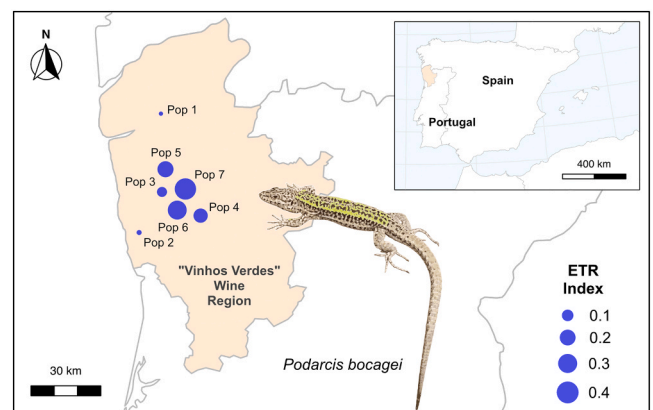 N
Pop 1
Pop 5
Pop 3
Pop 7
Pop 4
Pop 6
Pop 2
"Vinhos Verdes"
Wine
Region
30 km
Podarcis bocagei
Spain
Portugal
400 km
ETR
Index
0.1
0.2
0.3
0.4